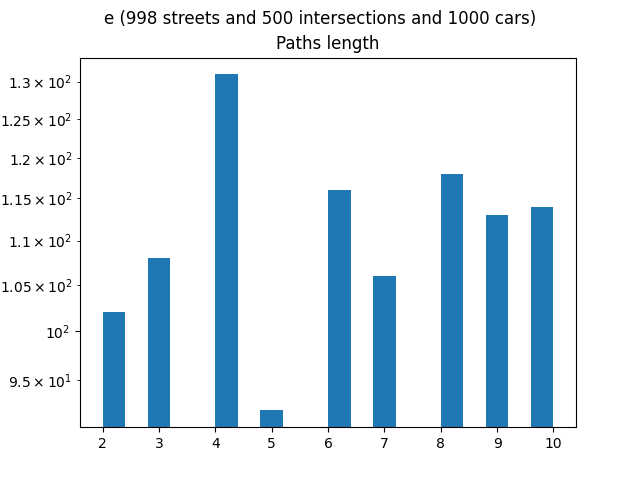 e (998 streets and 500 intersections and 1000 cars)
Paths length
1.3 × 10²
1.25 × 10²
1.2 × 10²
1.15 × 10²
1.1 × 10²
1.05 × 10²
10²
9.5 × 10¹
2 3 4 5 6 7 8 9 10